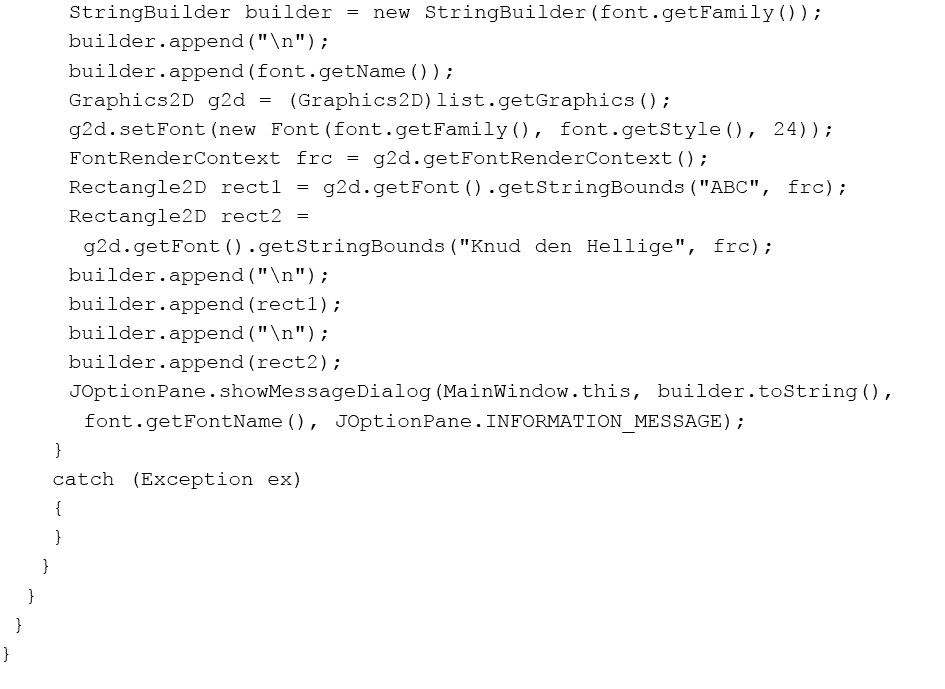 StringBuilder builder = new StringBuilder(font.getFamily());
builder.append("\n");
builder.append(font.getName());
Graphics2D g2d = (Graphics2D)list.getGraphics();
g2d.setFont(new Font(font.getFamily(), font.getStyle(), 24));
FontRenderContext frc = g2d.getFontRenderContext();
Rectangle2D rect1 = g2d.getFont().getStringBounds("ABC", frc);
Rectangle2D rect2 =
g2d.getFont().getStringBounds("Knud den Hellige", frc);
builder.append("\n");
builder.append(rect1);
builder.append("\n");
builder.append(rect2);
JOptionPane.showMessageDialog(MainWindow.this, builder.toString(),
font.getFontName(), JOptionPane.INFORMATION_MESSAGE);
}
catch (Exception ex)
{
}
}
}
}
}